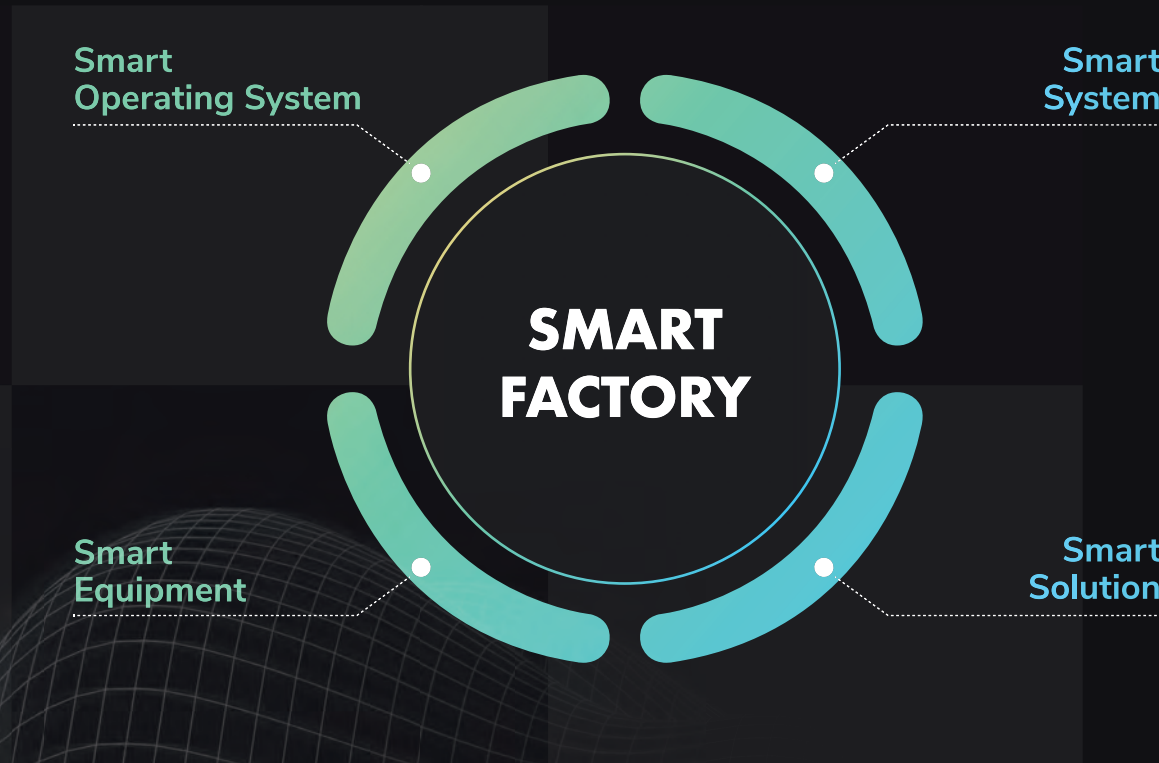 Smart
Operating System
Smart
System
SMART
FACTORY
Smart
Equipment
Smart
Solution